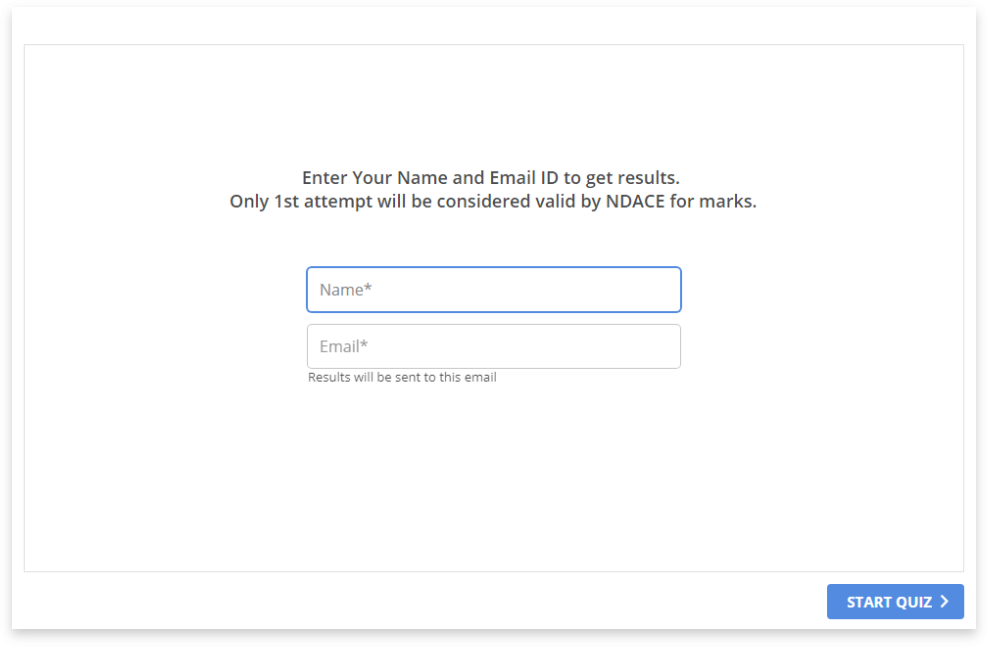 Enter Your Name and Email ID to get results.
Only 1st attempt will be considered valid by NDACE for marks.
Name*
Email*
Results will be sent to this email
START QUIZ